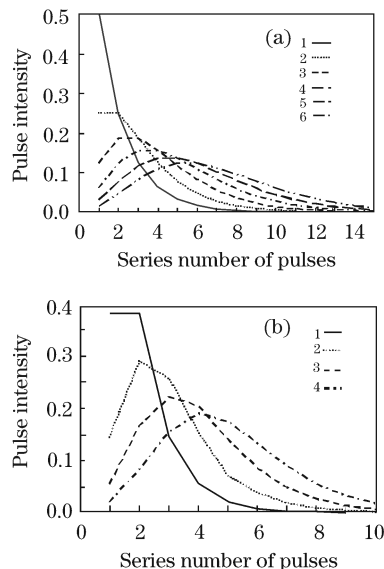 0.5
0.4
0.3
0.2
0.1
0.0
Pulse intensity
(a)
1
2
3
4
5
6
0 2 4 6 8 10 12 14
Series number of pulses
0.4
0.3
0.2
0.1
0.0
Pulse intensity
(b)
1
2
3
4
0 2 4 6 8 10
Series number of pulses